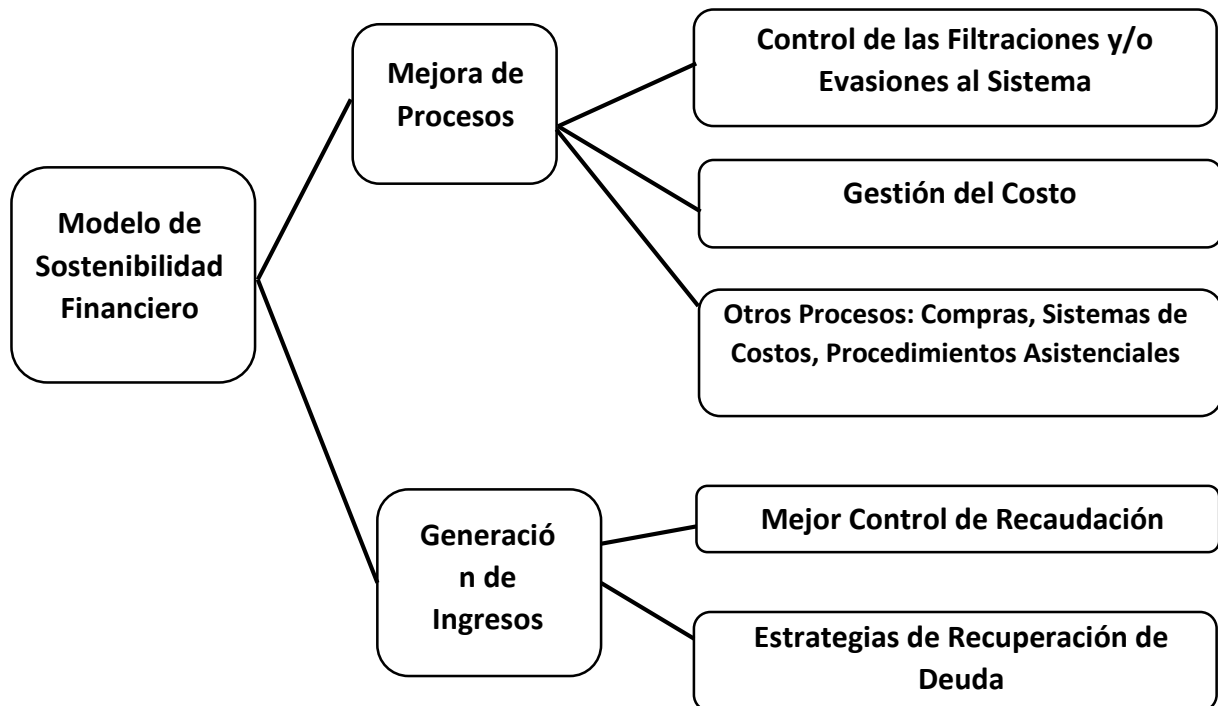 Modelo de
Sostenibilidad
Financiero
Mejora de
Procesos
Control de las Filtraciones y/o
Evasiones al Sistema
Gestión del Costo
Otros Procesos: Compras, Sistemas de
Costos, Procedimientos Asistenciales
Generació
n de
Ingresos
Mejor Control de Recaudación
Estrategias de Recuperación de
Deuda